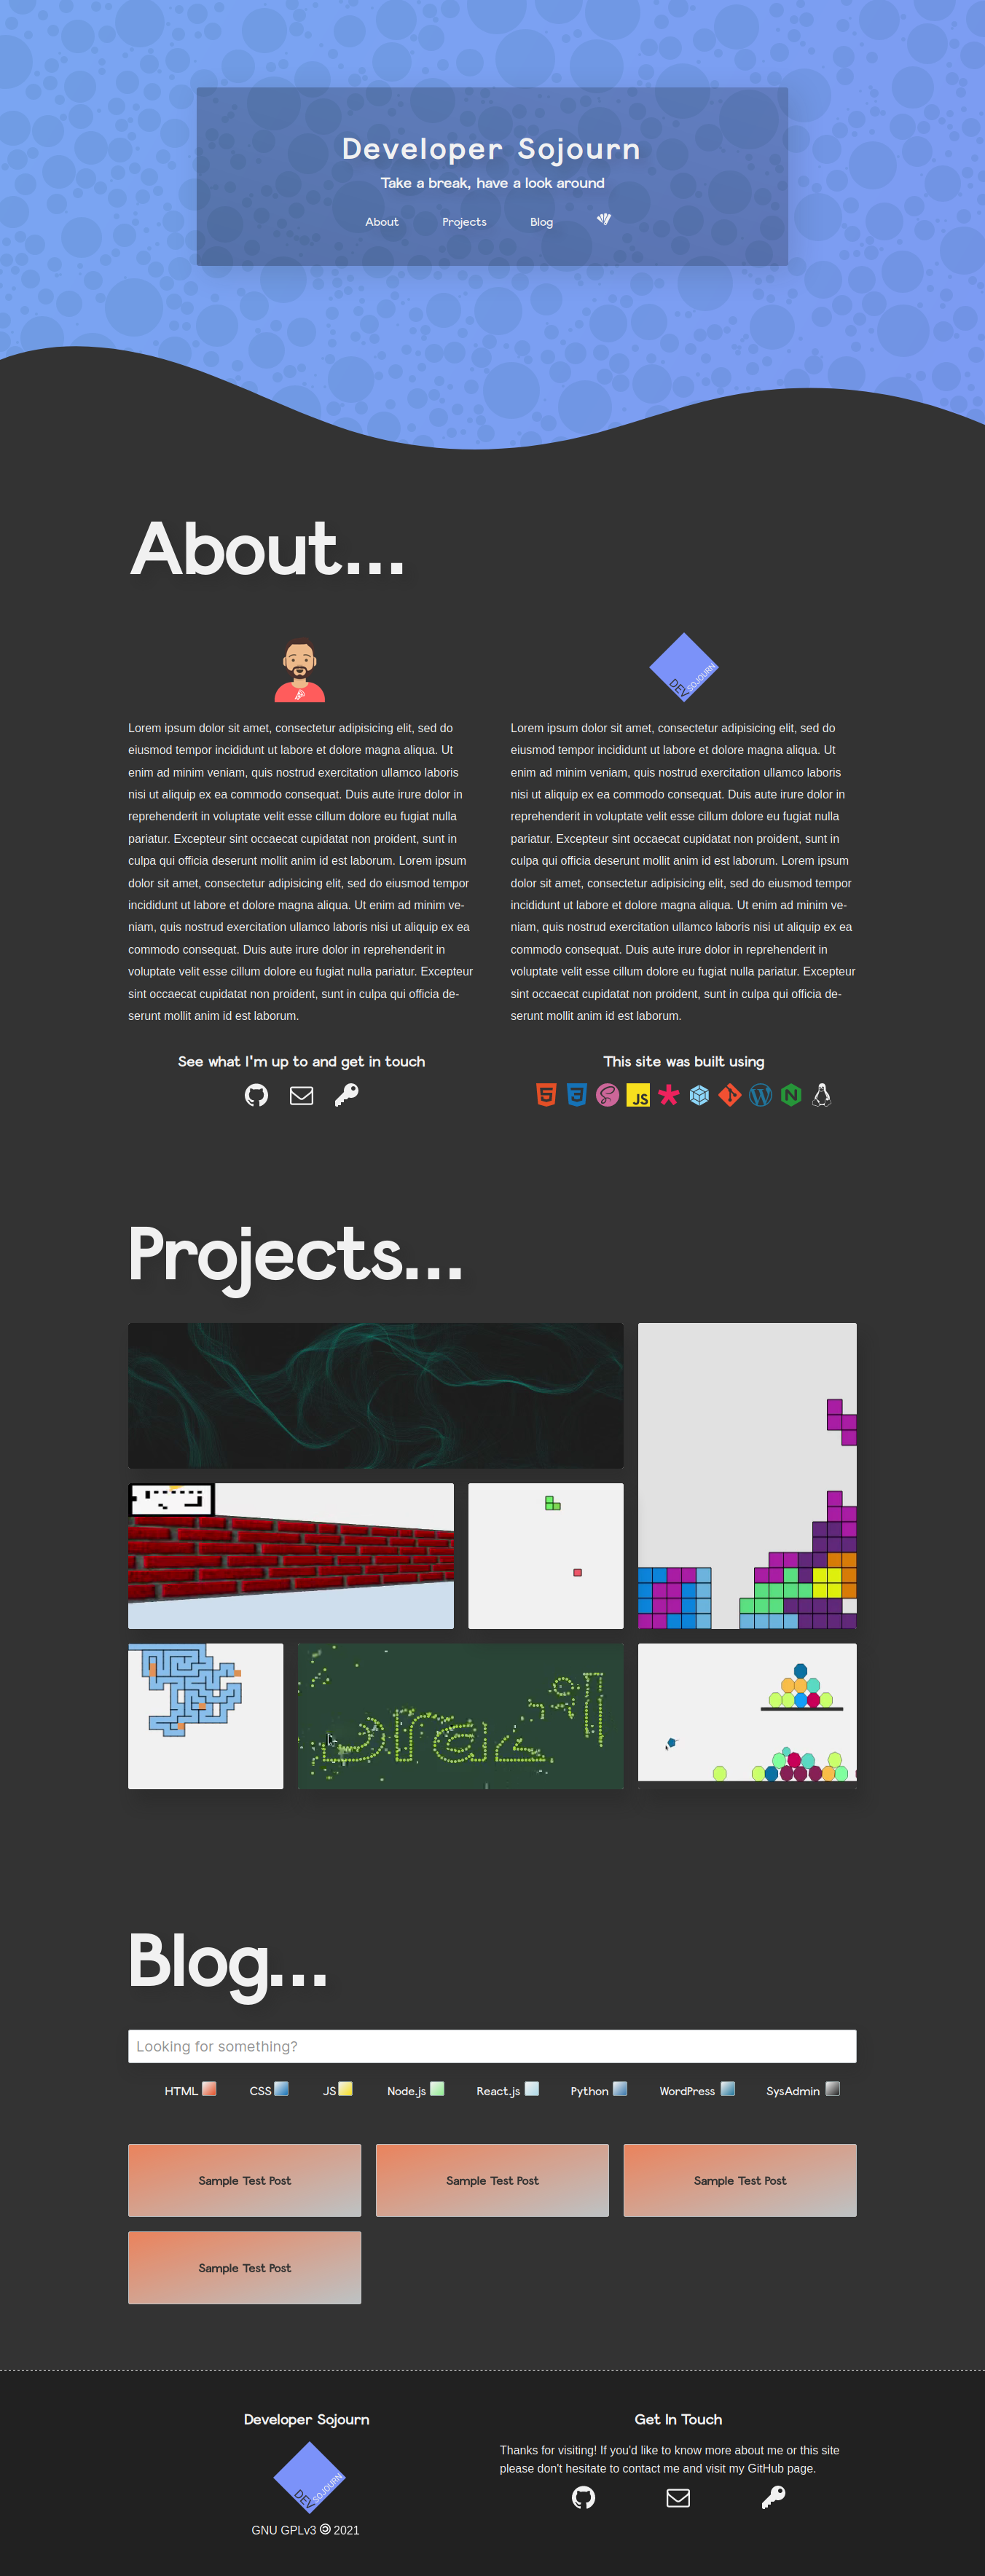 Developer Sojourn
Take a break, have a look around
About
Projects
Blog
About...
DEV
SOJOURN
Lorem ipsum dolor sit amet, consectetur adipisicing elit, sed do
eiusmod tempor incididunt ut labore et dolore magna aliqua. Ut
enim ad minim veniam, quis nostrud exercitation ullamco laboris
nisi ut aliquip ex ea commodo consequat. Duis aute irure dolor in
reprehenderit in voluptate velit esse cillum dolore eu fugiat nulla
pariatur. Excepteur sint occaecat cupidatat non proident, sunt in
culpa qui officia deserunt mollit anim id est laborum. Lorem ipsum
dolor sit amet, consectetur adipisicing elit, sed do eiusmod tempor
incididunt ut labore et dolore magna aliqua. Ut enim ad minim ve-
niam, quis nostrud exercitation ullamco laboris nisi ut aliquip ex ea
commodo consequat. Duis aute irure dolor in reprehenderit in
voluptate velit esse cillum dolore eu fugiat nulla pariatur. Excepteur
sint occaecat cupidatat non proident, sunt in culpa qui officia de-
serunt mollit anim id est laborum.
See what I'm up to and get in touch
Lorem ipsum dolor sit amet, consectetur adipisicing elit, sed do
eiusmod tempor incididunt ut labore et dolore magna aliqua. Ut
enim ad minim veniam, quis nostrud exercitation ullamco laboris
nisi ut aliquip ex ea commodo consequat. Duis aute irure dolor in
reprehenderit in voluptate velit esse cillum dolore eu fugiat nulla
pariatur. Excepteur sint occaecat cupidatat non proident, sunt in
culpa qui officia deserunt mollit anim id est laborum. Lorem ipsum
dolor sit amet, consectetur adipisicing elit, sed do eiusmod tempor
incididunt ut labore et dolore magna aliqua. Ut enim ad minim ve-
niam, quis nostrud exercitation ullamco laboris nisi ut aliquip ex ea
commodo consequat. Duis aute irure dolor in reprehenderit in
voluptate velit esse cillum dolore eu fugiat nulla pariatur. Excepteur
sint occaecat cupidatat non proident, sunt in culpa qui officia de-
serunt mollit anim id est laborum.
This site was built using
JS
Projects...
Blog...
Looking for something?
HTML
CSS
JS
Node.js
React.js
Python
WordPress
SysAdmin
Sample Test Post
Sample Test Post
Sample Test Post
Sample Test Post
Developer Sojourn
DEV
SOJOURN
GNU GPLv3 🄯 2021
Get In Touch
Thanks for visiting! If you'd like to know more about me or this site
please don't hesitate to contact me and visit my GitHub page.